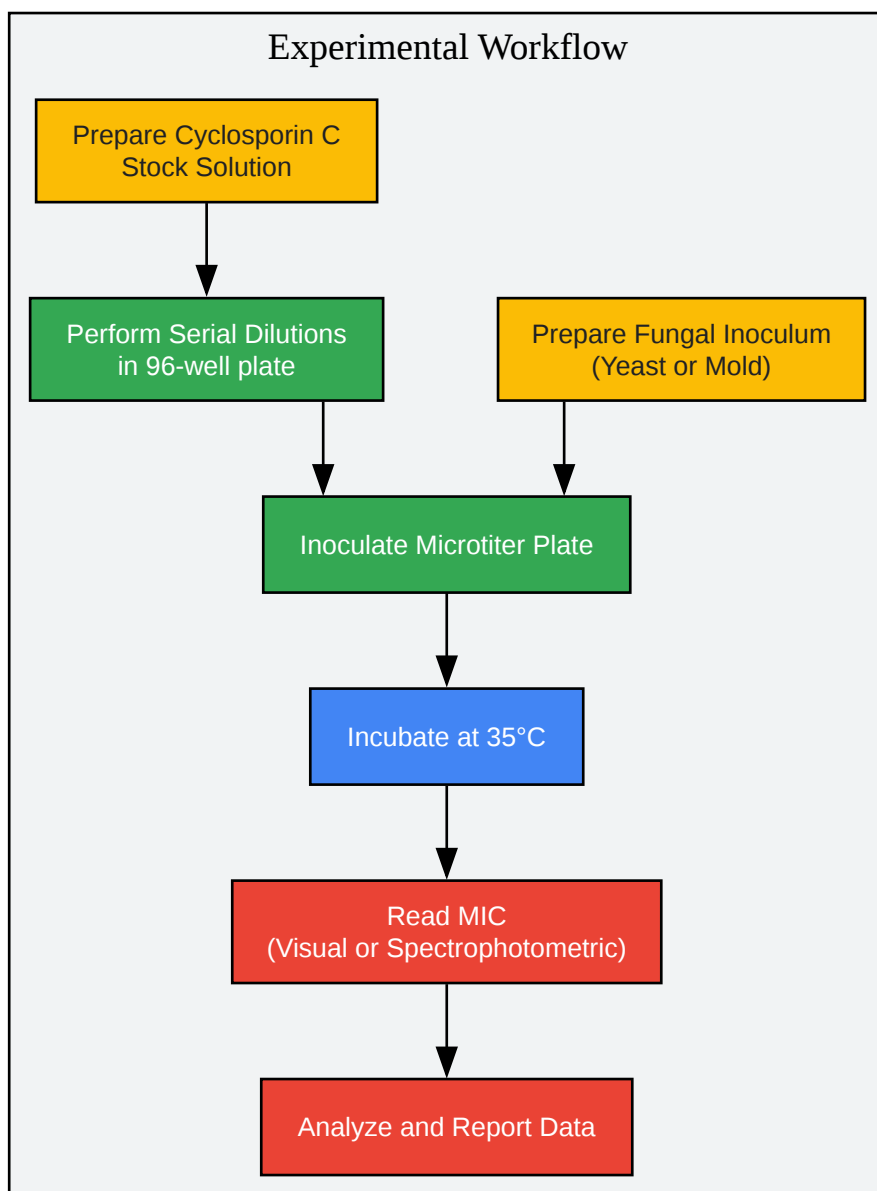 Experimental Workflow
Prepare Cyclosporin C
Stock Solution
Perform Serial Dilutions
in 96-well plate
Prepare Fungal Inoculum
(Yeast or Mold)
Inoculate Microtiter Plate
Incubate at 35°C
Read MIC
(Visual or Spectrophotometric)
Analyze and Report Data